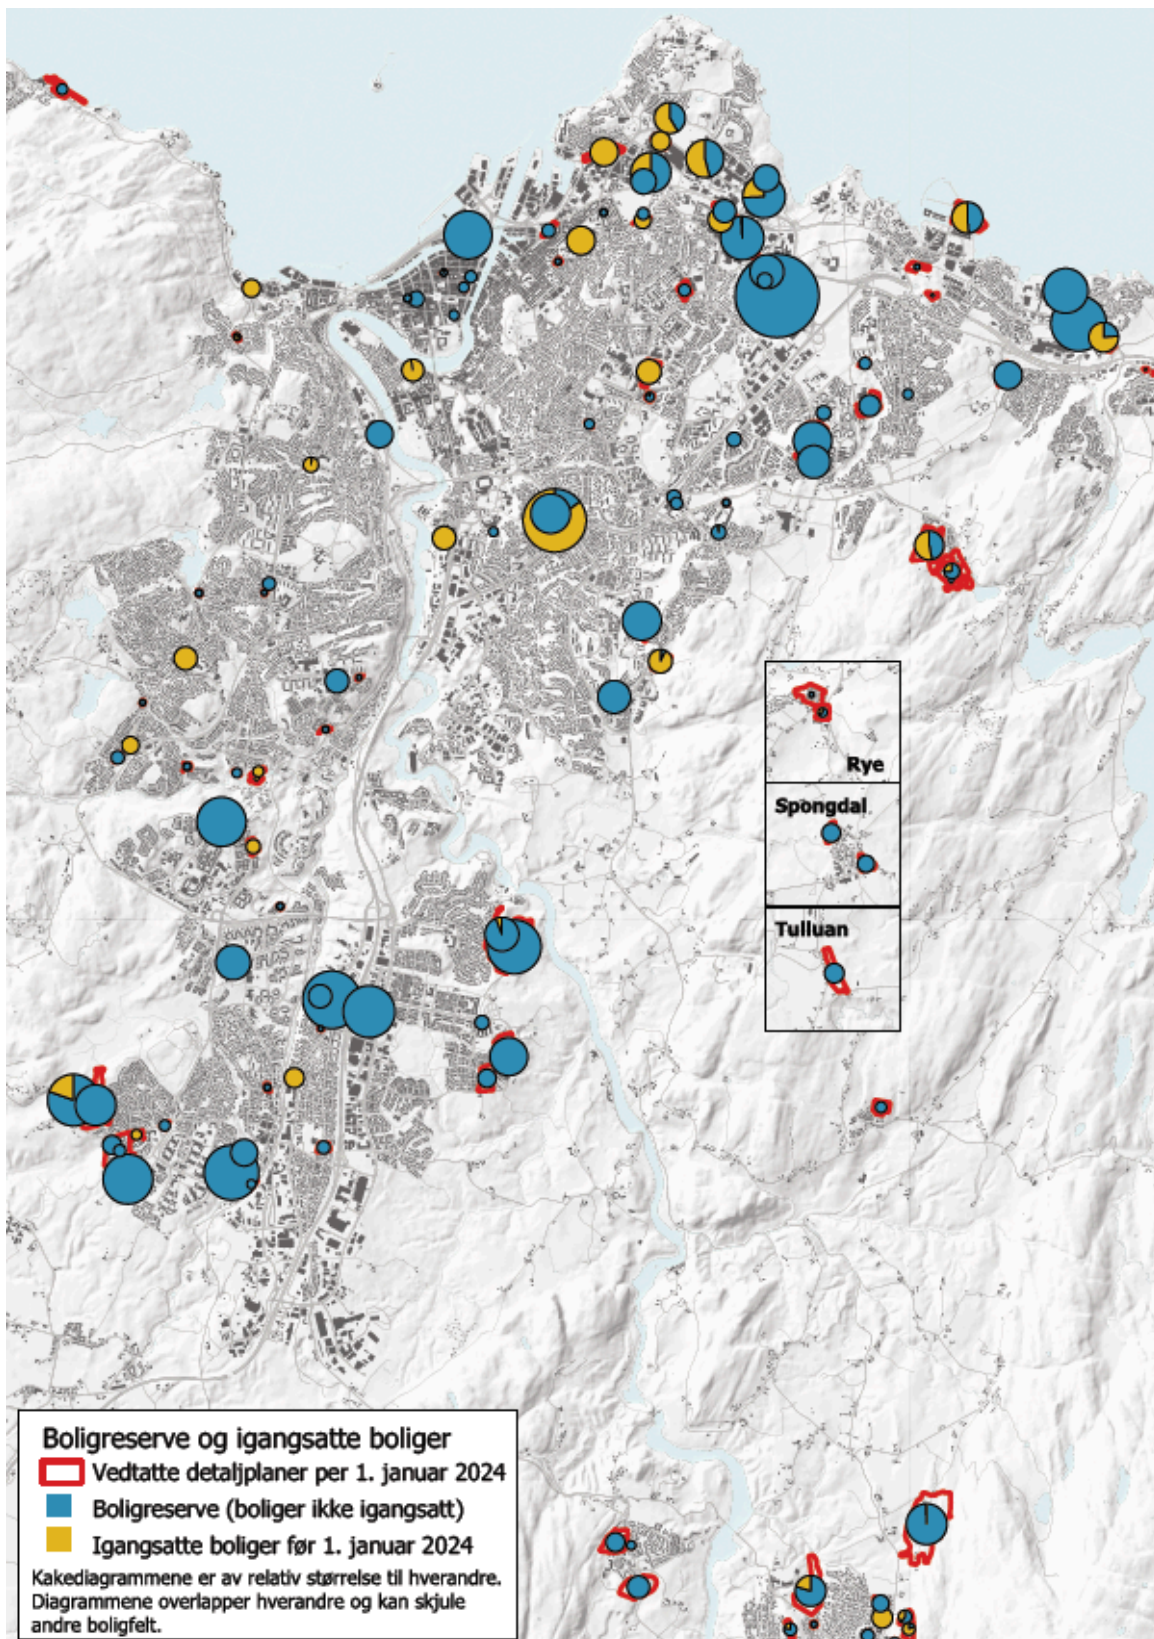 Rye
Spongdal
Tulluan
Boligreserve og igangsatte boliger
Vedtatte detaljplaner per 1. januar 2024
Boligreserve (boliger ikke igangsatt)
Igangsatte boliger før 1. januar 2024
Kakediagrammene er av relativ størrelse til hverandre.
Diagrammene overlapper hverandre og kan skjule
andre boligfelt.